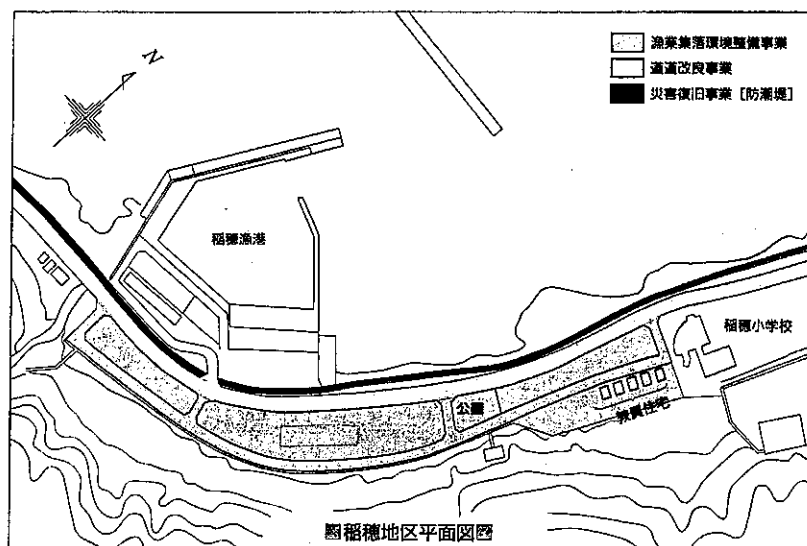 漁業集落環境整備事業
道道改良事業
災害復旧事業［防潮堤］
N
稲穂漁港
稲穂小学校
公園
教員住宅
稲穂地区平面図